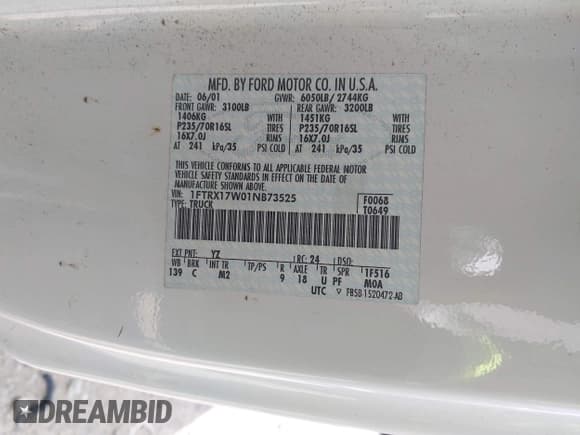 MFD. BY FORD MOTOR CO. IN U.S.A.
DATE: 06/01 GVWR: 6050LB/ 2744KG
FRONT GAWR: 3100LB REAR GAWR: 3200LB
1406KG WITH 1451KG WITH
P235/70R16SL TIRES P235/70R16SL TIRES
16X7.0J RIMS 16X7.0J RIMS
AT 241 kPa/35 PSI COLD AT 241 kPa/35 PSI COLD
THIS VEHICLE CONFORMS TO ALL APPLICABLE FEDERAL MOTOR
VEHICLE SAFETY STANDARDS IN EFFECT ON THE DATE OF
MANUFACTURE SHOWN ABOVE.
VIN: 1FTRX17W01NB73525 F0068
TYPE: TRUCK T0649
EXT PNT: YZ RC: 24 DSO:
WB BRK INT TR TP/PS R AXLE TR SPR 1F516
139 C M2 9 18 U PF M0A
UTC F85B 1520472 AB
DREAMBID